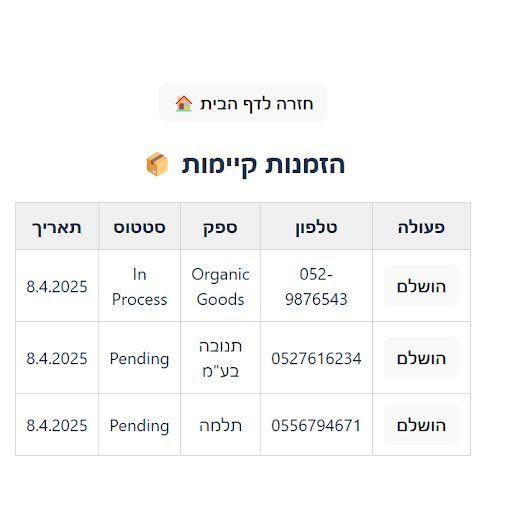 חזרה לדף הבית 🏠
הזמנות קיימות 📦
פעולה טלפון ספק סטטוס תאריך
הושלם 052-9876543 Organic Goods In Process 8.4.2025
הושלם 0527616234 תנובה בע"מ Pending 8.4.2025
הושלם 0556794671 תלמה Pending 8.4.2025